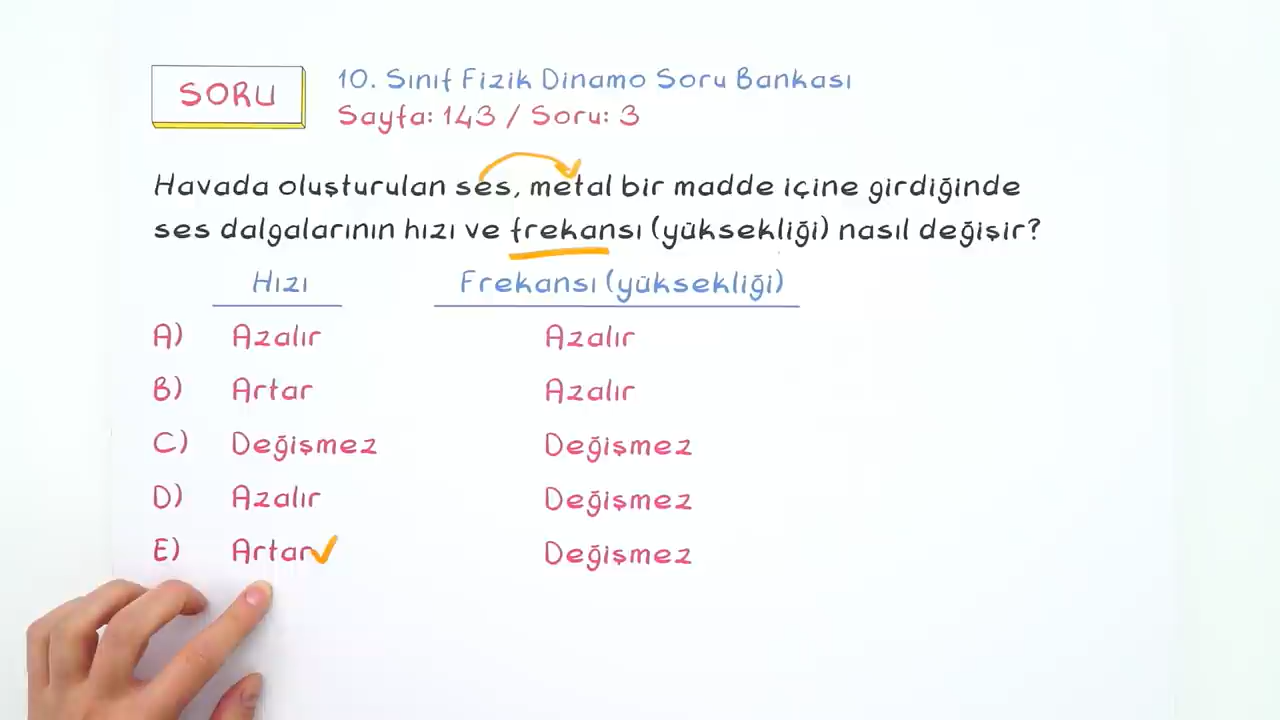 SORU
10. Sınıf Fizik Dinamo Soru Bankası
Sayfa: 143 / Soru: 3
Havada oluşturulan ses, metal bir madde içine girdiğinde
ses dalgalarının hızı ve frekansı (yüksekliği) nasıl değişir?
Hızı Frekansı (yüksekliği)
A) Azalır Azalır
B) Artar Azalır
C) Değişmez Değişmez
D) Azalır Değişmez
E) Artar Değişmez